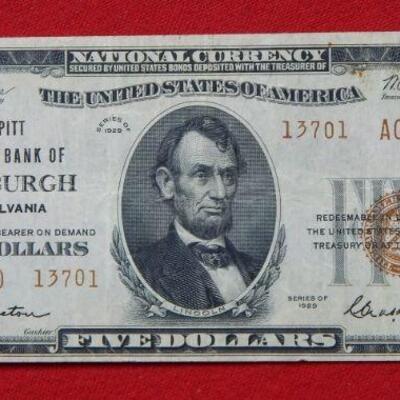 NATIONAL CURRENCY
SECURED BY UNITED STATES BONDS DEPOSITED WITH THE TREASURER OF
THE UNITED STATES OF AMERICA
PITT
BANK OF
BURGH
LVANIA
BEARER ON DEMAND
DOLLARS
SERIES OF
1929
13701
13701
REDEEMABLE IN
THE UNITED STATES
TREASURY OR AT
LINCOLN
SERIES OF
1929
Cashier
FIVE DOLLARS